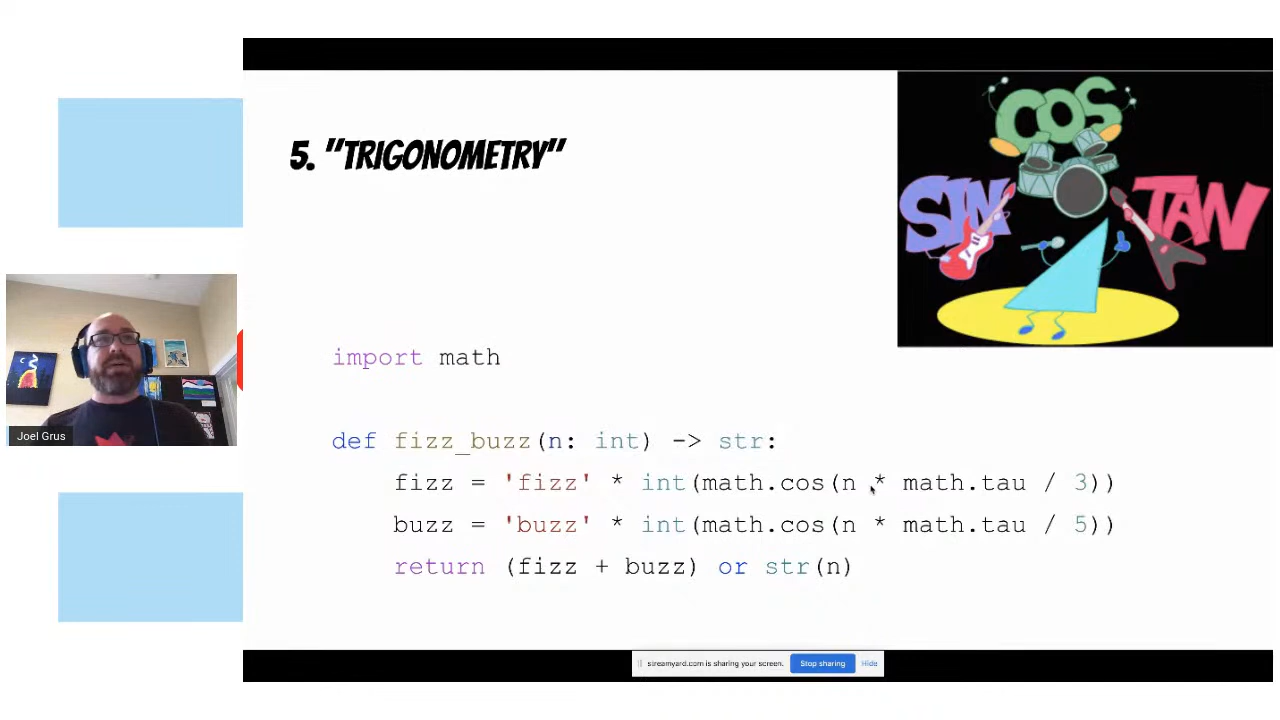 5. "TRIGONOMETRY"
COS
SIN
TAN
import math
def fizz_buzz(n: int) -> str:
    fizz = 'fizz' * int(math.cos(n * math.tau / 3))
    buzz = 'buzz' * int(math.cos(n * math.tau / 5))
    return (fizz + buzz) or str(n)
Joel Grus
streamyard.com is sharing your screen.
Stop sharing
Hide